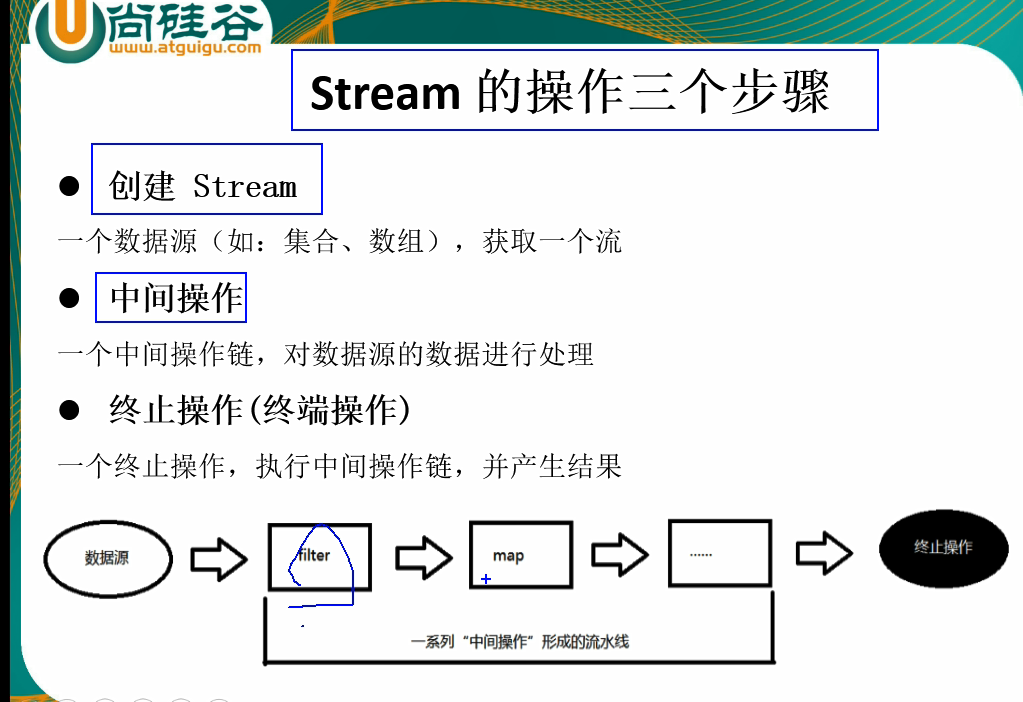 尚硅谷
www.atguigu.com
Stream 的操作三个步骤
● 创建 Stream
一个数据源（如：集合、数组），获取一个流
● 中间操作
一个中间操作链，对数据源的数据进行处理
● 终止操作(终端操作)
一个终止操作，执行中间操作链，并产生结果
数据源
filter
map
······
终止操作
一系列“中间操作”形成的流水线